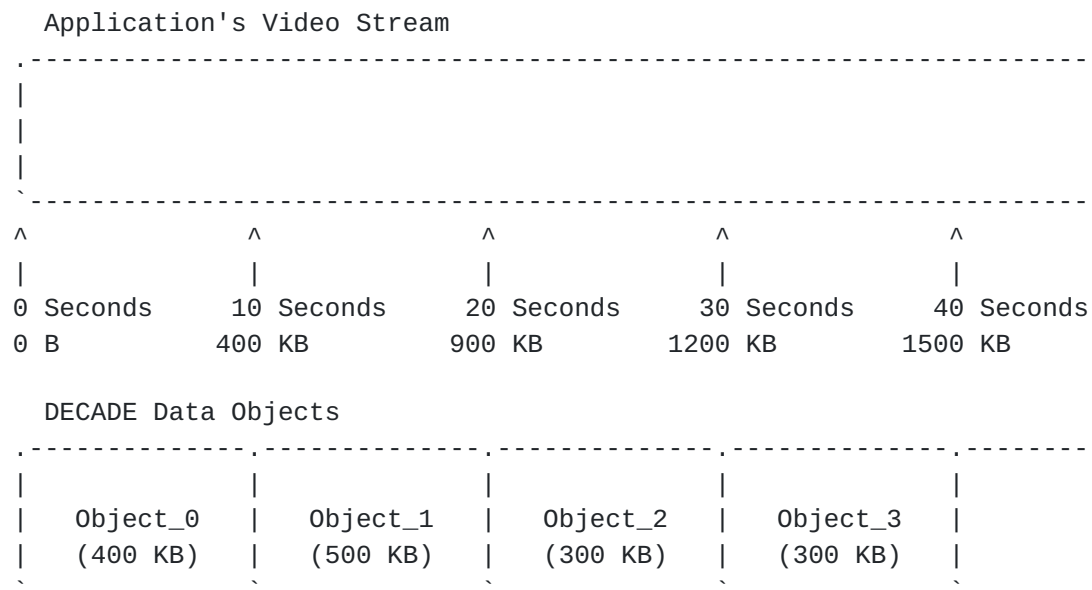 Application's Video Stream
.--------------------------------------------------------------------
|
|
|
`--------------------------------------------------------------------
^              ^              ^              ^              ^
|              |              |              |              |
0 Seconds     10 Seconds     20 Seconds     30 Seconds     40 Seconds
0 B          400 KB         900 KB        1200 KB        1500 KB
DECADE Data Objects
.--------------.--------------.--------------.--------------.--------
|              |              |              |              |
|   Object_0   |   Object_1   |   Object_2   |   Object_3   |
|   (400 KB)   |   (500 KB)   |   (300 KB)   |   (300 KB)   |
`              `              `              `              `